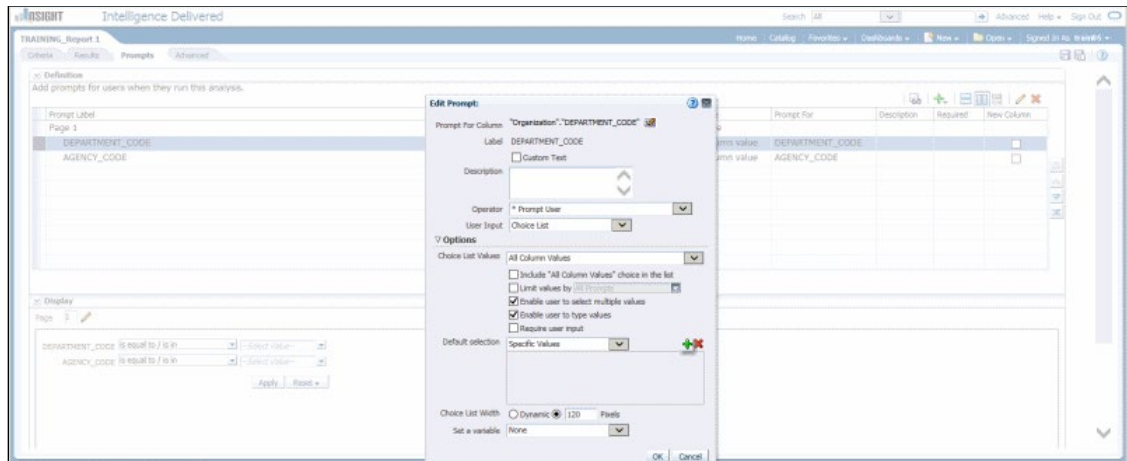 INSIGHT Intelligence Delivered Search All Advanced Help Sign Out
TRAINING_Report 1 Home Catalog Favorites Dashboards New Open Signed In As
Criteria Results Prompts Advanced
Definition
Add prompts for users when they run this analysis.
Prompt Label Prompt For Description Required New Column
Page 1
DEPARTMENT_CODE column value DEPARTMENT_CODE
AGENCY_CODE column value AGENCY_CODE
Edit Prompt:
Prompt For Column "Organization"."DEPARTMENT_CODE"
Label DEPARTMENT_CODE
Custom Text
Description
Operator * Prompt User
User Input Choice List
Options
Choice List Values All Column Values
Include "All Column Values" choice in the list
Limit values by All Prompts
Enable user to select multiple values
Enable user to type values
Require user input
Default selection Specific Values
Choice List Width Dynamic 120 Pixels
Set a variable None
OK Cancel
Display
Page 1
DEPARTMENT_CODE is equal to / is in --Select Value--
AGENCY_CODE is equal to / is in --Select Value--
Apply Reset